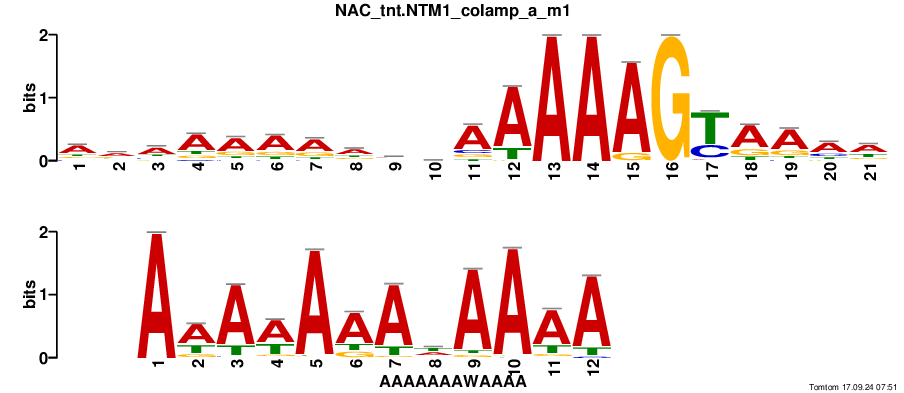 NAC_tnt.NTM1_colamp_a_m1
2
1
0
bits
A A A A A A A A A A A A A G T A A A A
1 2 3 4 5 6 7 8 9 10 11 12 13 14 15 16 17 18 19 20 21
2
1
0
bits
A A A A A A A A A A A
1 2 3 4 5 6 7 8 9 10 11 12
AAAAAAAWAAAA
Tomtom 17.09.24 07:51